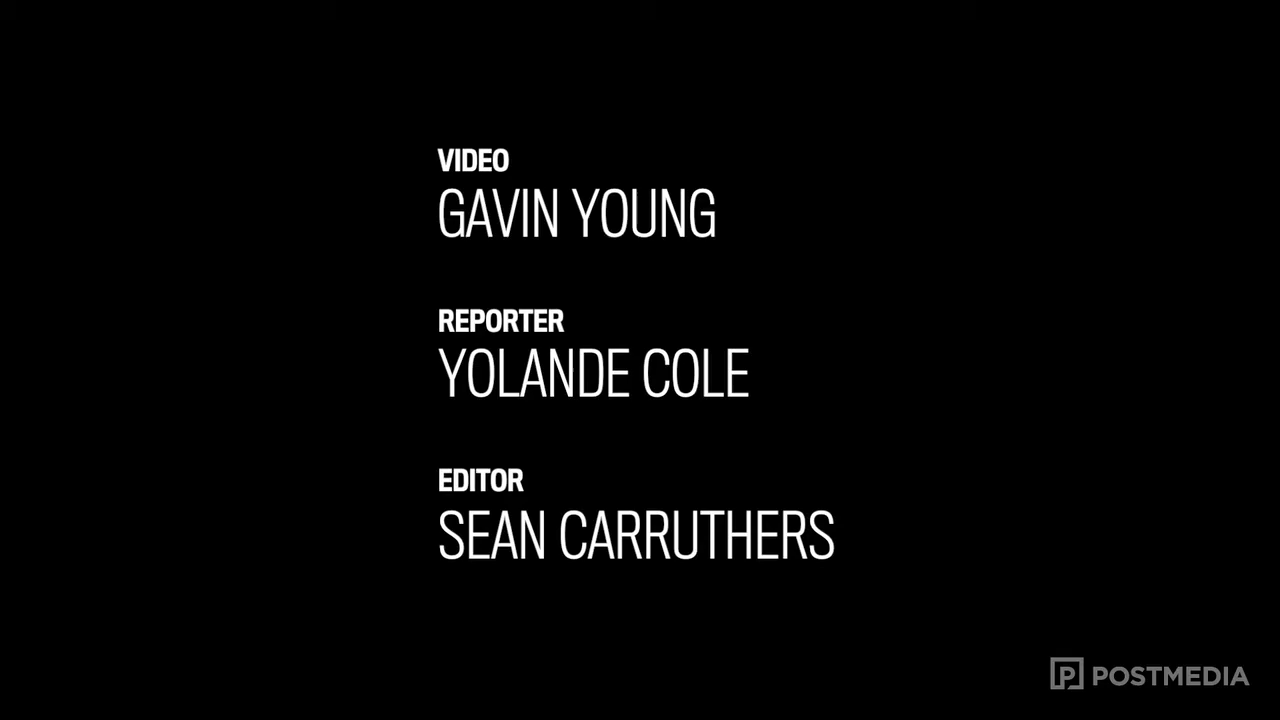 VIDEO
GAVIN YOUNG
REPORTER
YOLANDE COLE
EDITOR
SEAN CARRUTHERS
P POSTMEDIA